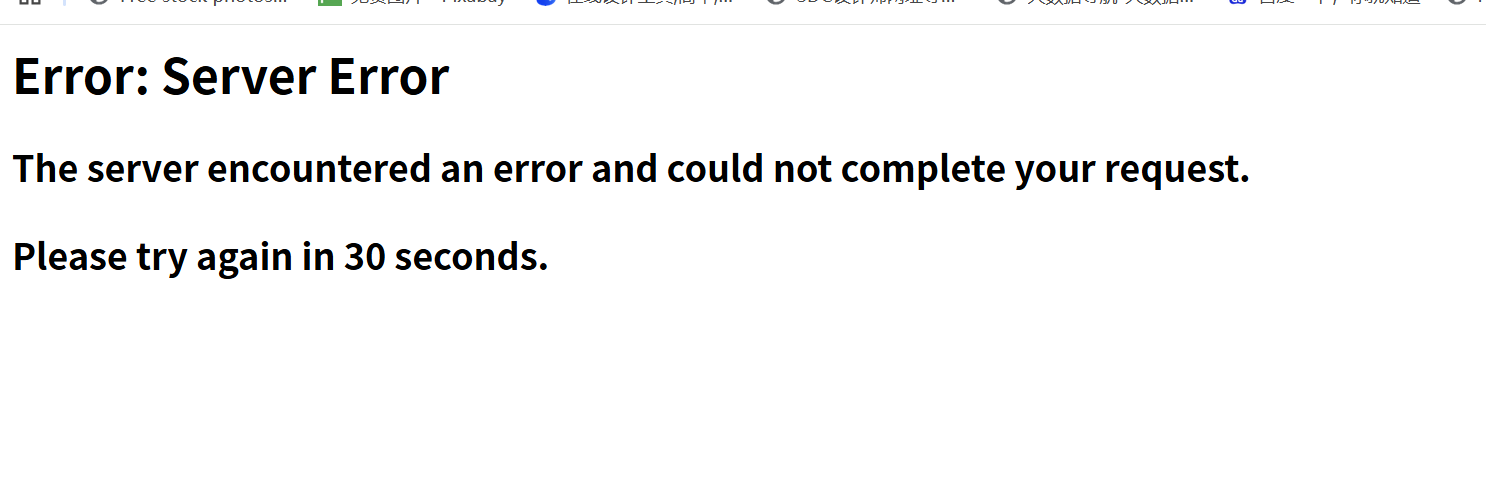 Error: Server Error
The server encountered an error and could not complete your request.
Please try again in 30 seconds.